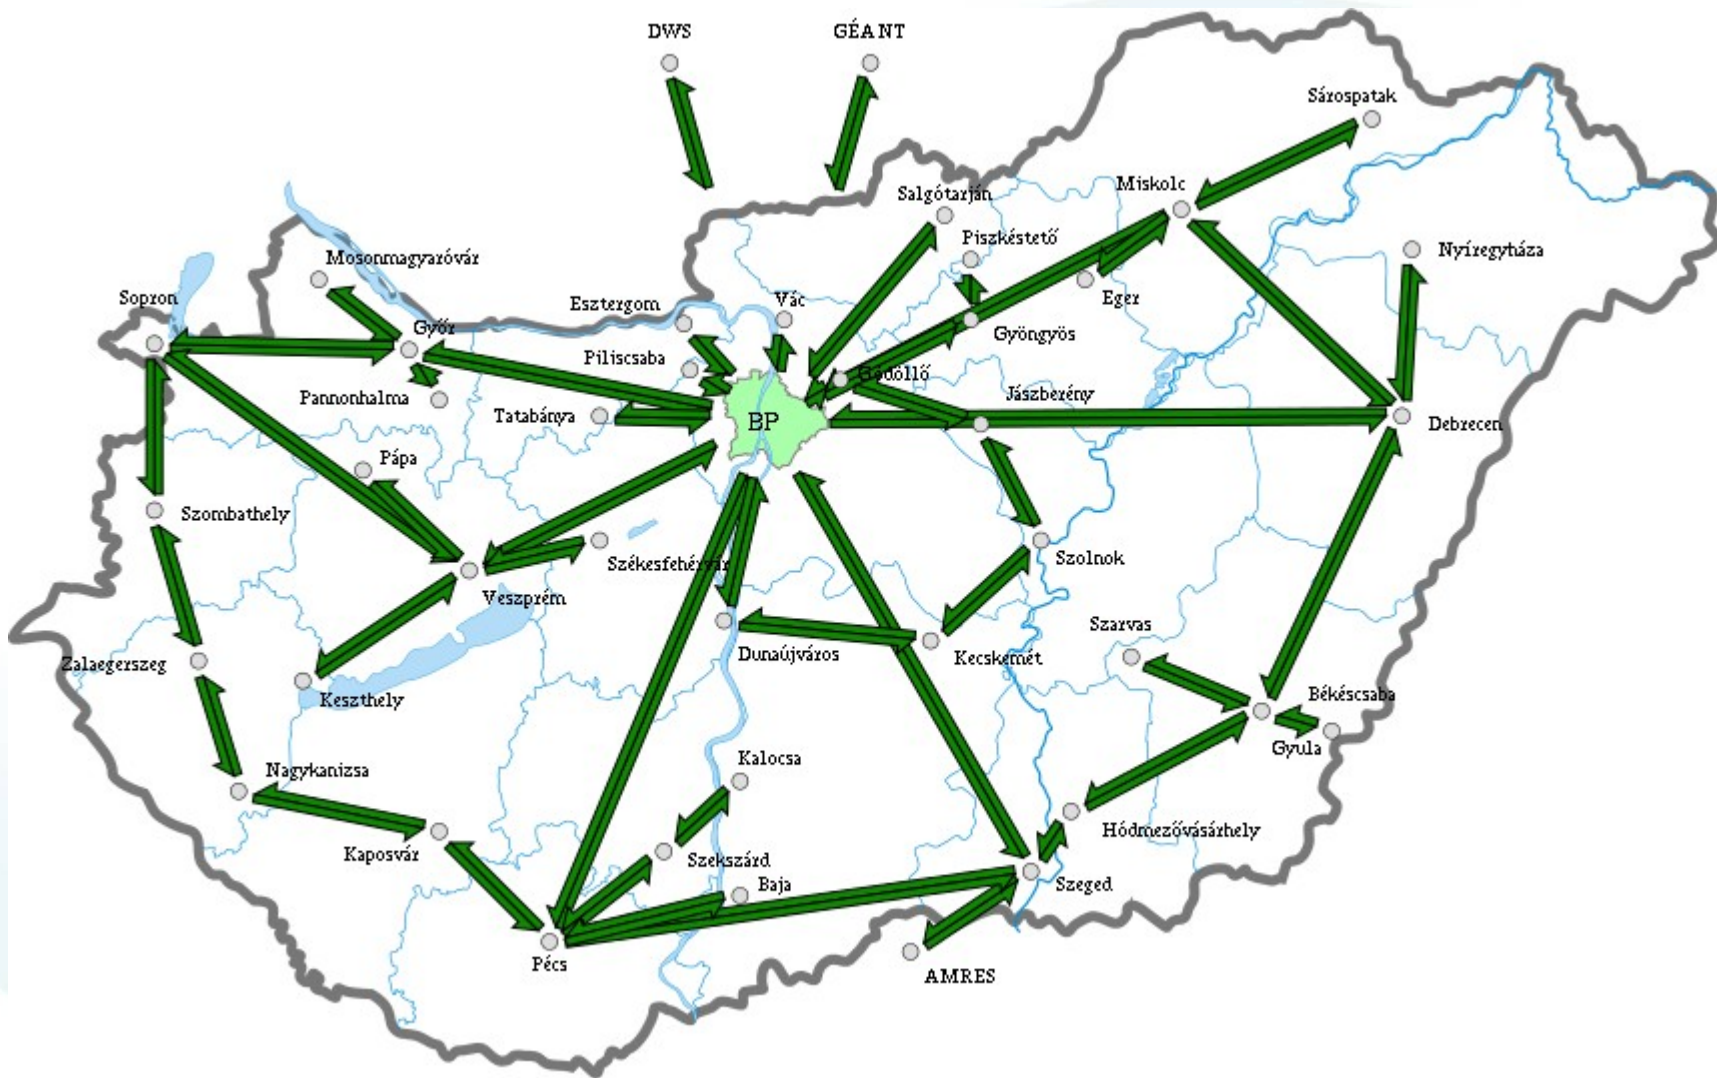 DWS
GÉANT
Sárospatak
Miskolc
Salgótarján
Piszkéstető
Nyíregyháza
Mosonmagyaróvár
Sopron
Esztergom
Vác
Eger
Győr
Gyöngyös
Piliscsaba
Gödöllő
Pannonhalma
Jászberény
Tatabánya
BP
Debrecen
Pápa
Szombathely
Székesfehérvár
Szolnok
Veszprém
Szarvas
Dunaújváros
Kecskemét
Zalaegerszeg
Keszthely
Békéscsaba
Gyula
Kalocsa
Nagykanizsa
Hódmezővásárhely
Kaposvár
Szekszárd
Baja
Szeged
Pécs
AMRES